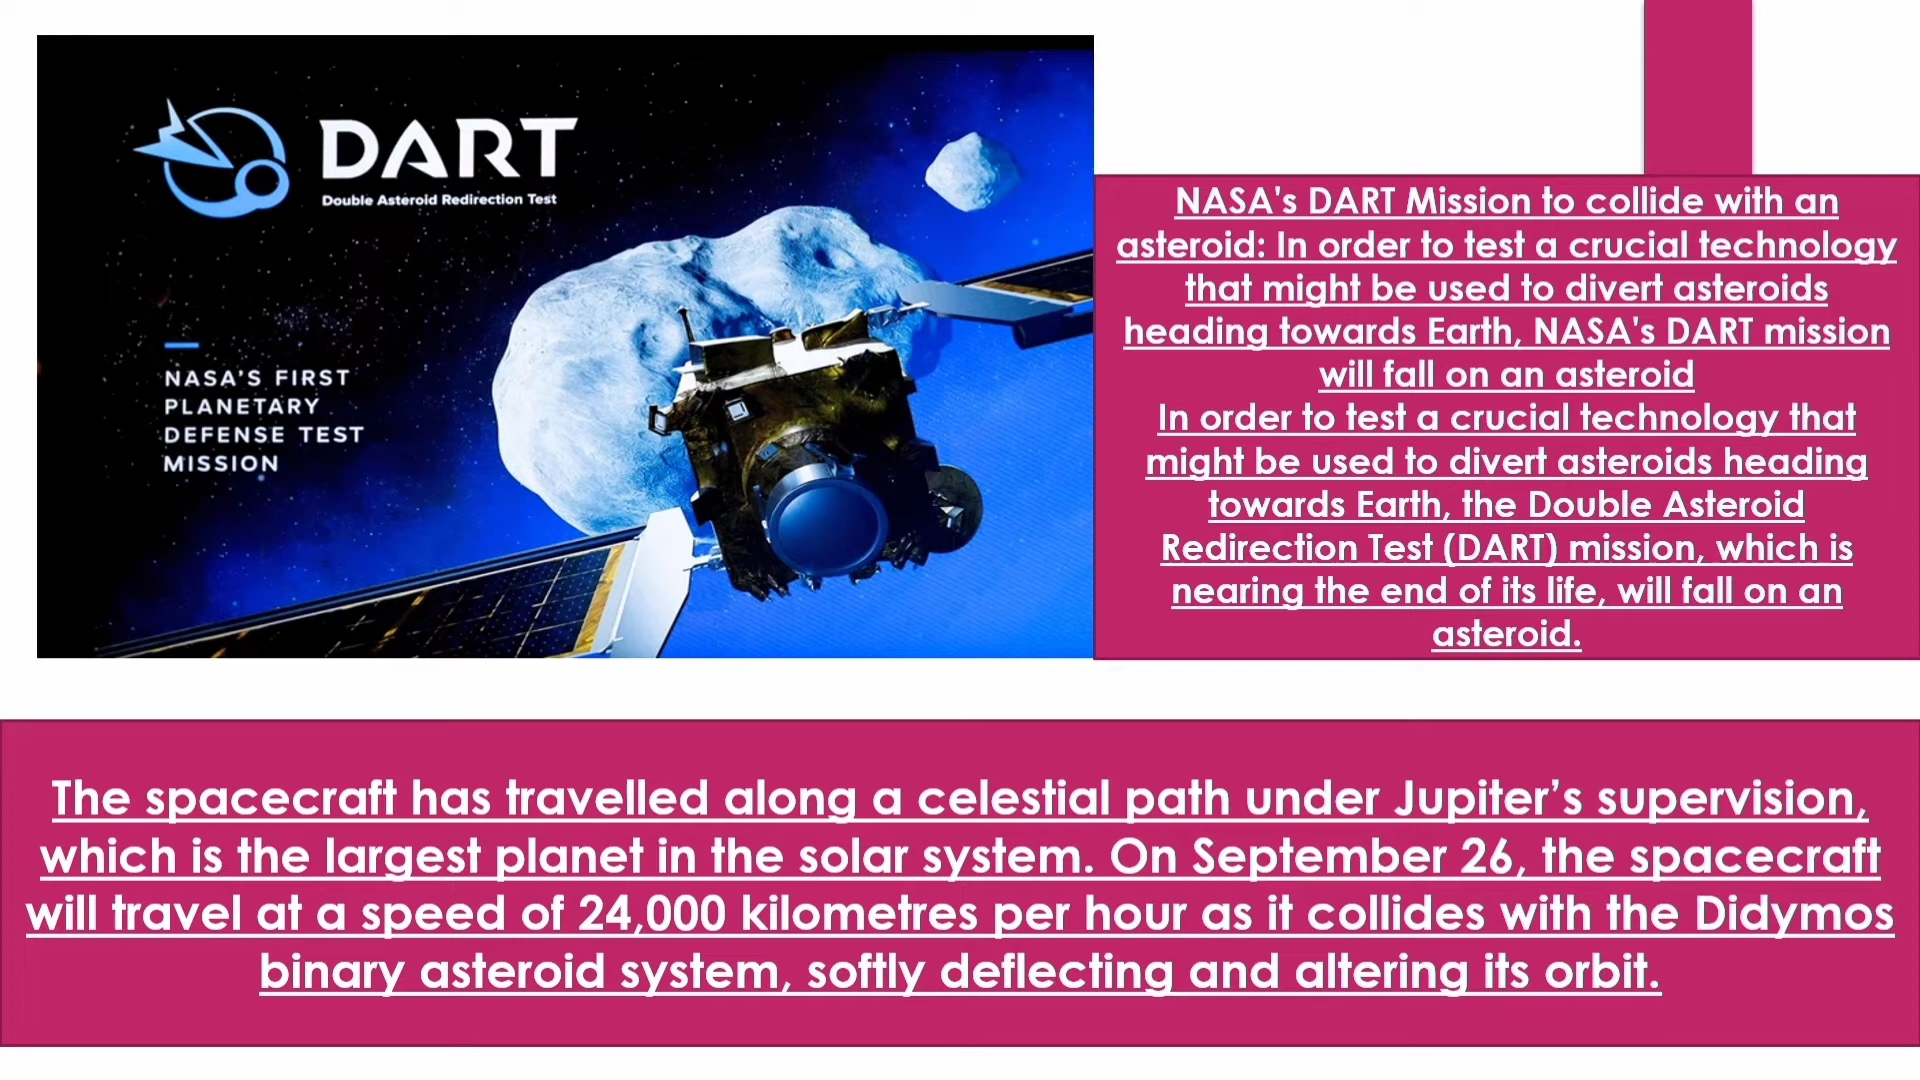 DART
Double Asteroid Redirection Test
NASA'S FIRST
PLANETARY
DEFENSE TEST
MISSION
NASA's DART Mission to collide with an
asteroid: In order to test a crucial technology
that might be used to divert asteroids
heading towards Earth, NASA's DART mission
will fall on an asteroid
In order to test a crucial technology that
might be used to divert asteroids heading
towards Earth, the Double Asteroid
Redirection Test (DART) mission, which is
nearing the end of its life, will fall on an
asteroid.
The spacecraft has travelled along a celestial path under Jupiter’s supervision,
which is the largest planet in the solar system. On September 26, the spacecraft
will travel at a speed of 24,000 kilometres per hour as it collides with the Didymos
binary asteroid system, softly deflecting and altering its orbit.